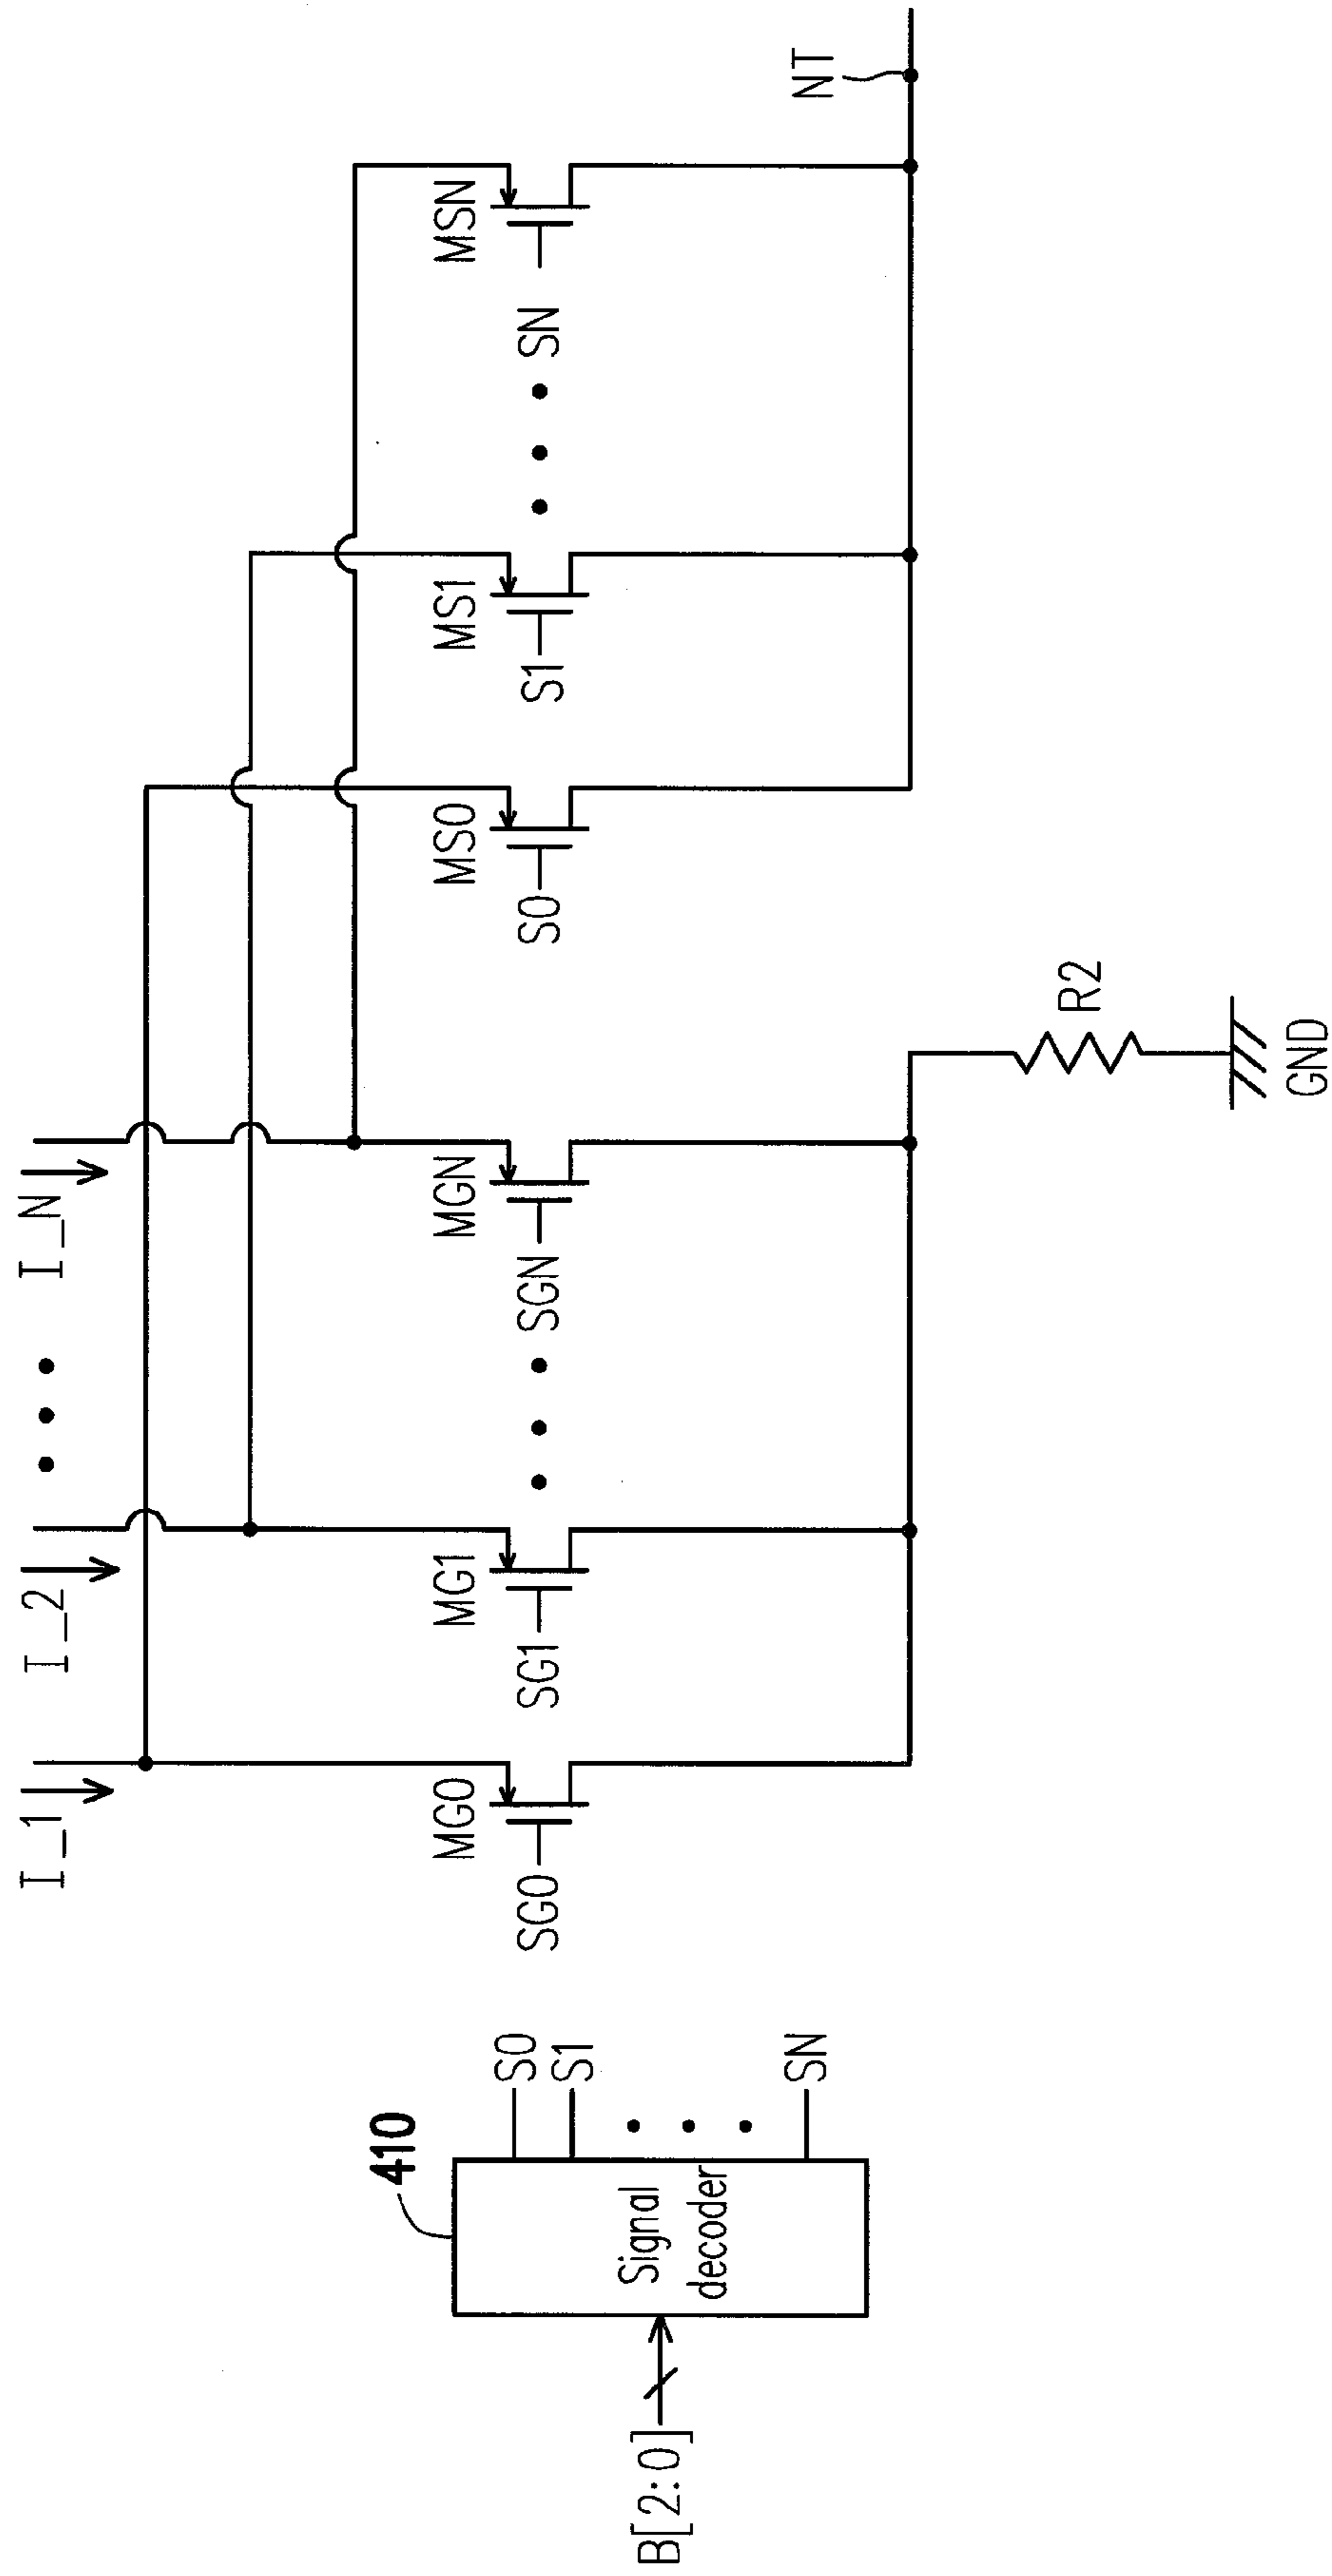 I_1
I_2
I_N
MG0
MG1
MGN
MS0
MS1
MSN
SG0
SG1
SGN
S0
S1
SN
NT
R2
GND
410
Signal
decoder
B[2:0]
S0
S1
SN